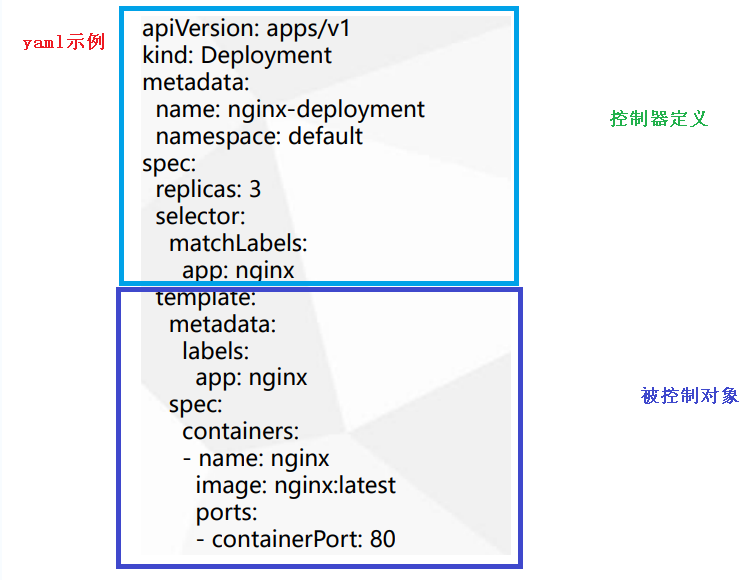 yaml示例
apiVersion: apps/v1
kind: Deployment
metadata:
  name: nginx-deployment
  namespace: default
控制器定义
spec:
  replicas: 3
  selector:
    matchLabels:
      app: nginx
  template:
    metadata:
      labels:
        app: nginx
    spec:
被控制对象
      containers:
      - name: nginx
        image: nginx:latest
        ports:
        - containerPort: 80